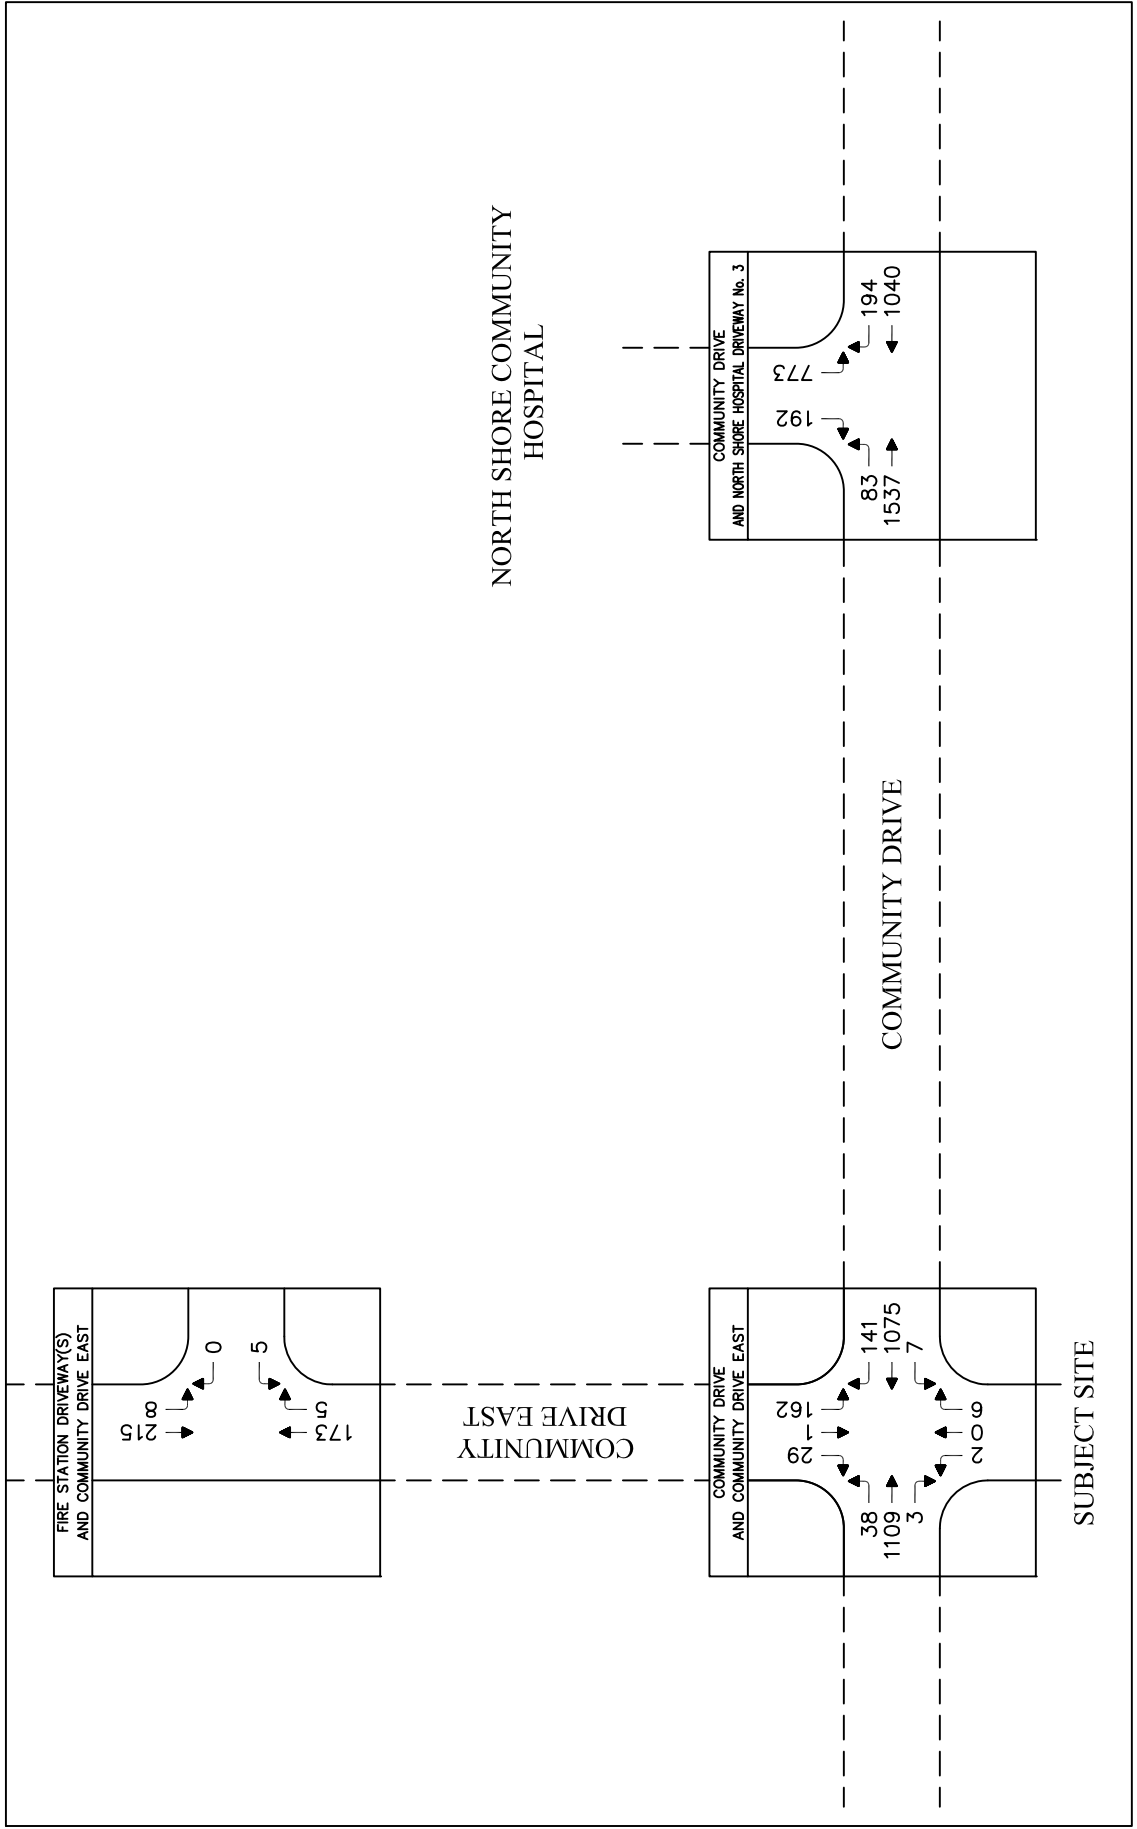 FIRE STATION DRIVEWAY(S)
AND COMMUNITY DRIVE EAST
215
8
0
5
5
173
COMMUNITY
DRIVE EAST
NORTH SHORE COMMUNITY
HOSPITAL
COMMUNITY DRIVE
AND COMMUNITY DRIVE EAST
29
1
162
38
1109
3
141
1075
7
2
0
6
COMMUNITY DRIVE
COMMUNITY DRIVE
AND NORTH SHORE HOSPITAL DRIVEWAY No. 3
192
773
83
1537
194
1040
SUBJECT SITE